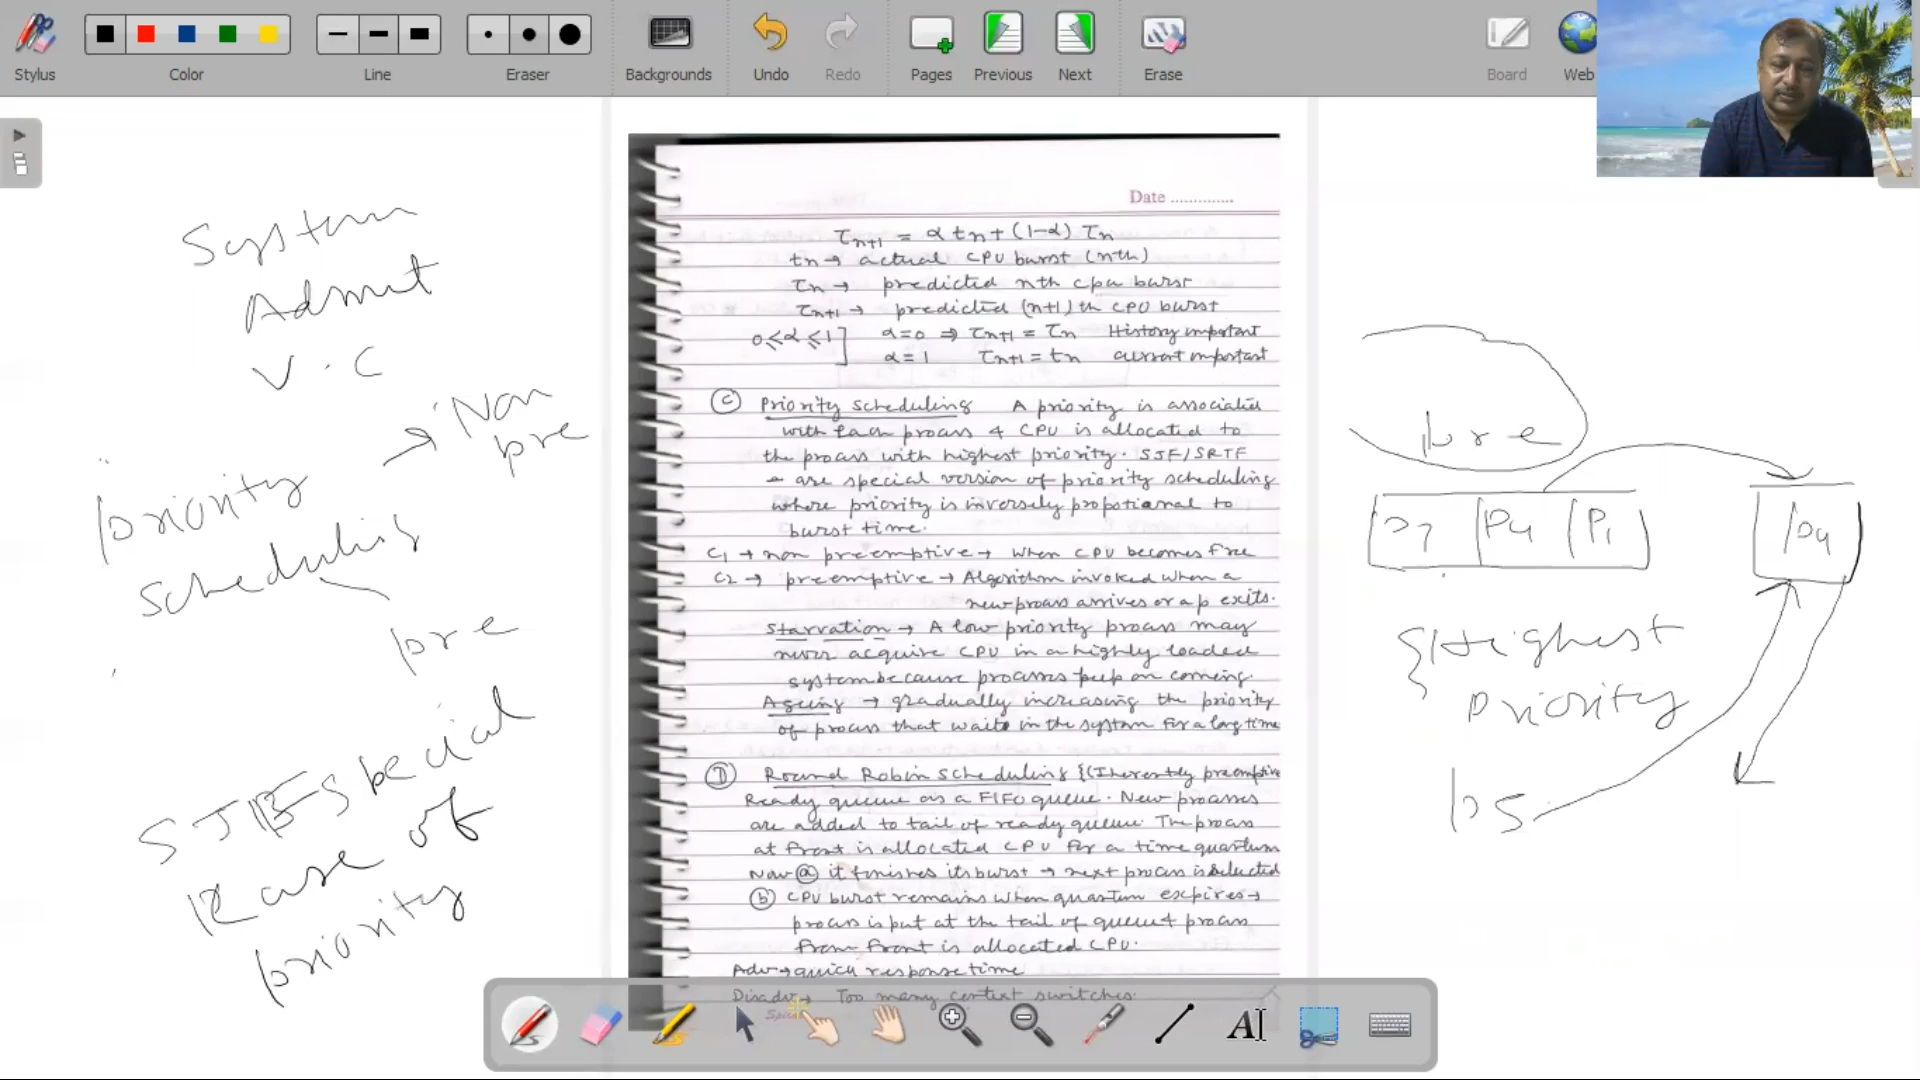 Stylus
Color
Line
Eraser
Backgrounds
Undo
Redo
Pages
Previous
Next
Erase
Board
Web
System
Admit
V.C
priority
scheduling
Non
pre
pre
SJF special
case of
priority
Date ..............
τn+1 = α tn + (1-α) τn
tn → actual CPU burst (nth)
τn → predicted nth cpu burst
τn+1 → predicted (n+1)th CPU burst
0≤α≤1] α=0 ⇒ τn+1 = τn History important
α=1 τn+1 = tn current important
Ⓒ Priority scheduling A priority is associated
with each process & CPU is allocated to
the process with highest priority. SJF/SRTF
are special version of priority scheduling
where priority is inversely propotional to
burst time.
C1 → non preemptive → when CPU becomes free
C2 → preemptive → Algorithm invoked when a
new process arrives or a p exits.
Starvation → A low priority process may
never acquire CPU in a highly loaded
system because processes keep on coming.
Ageing → gradually increasing the priority
of process that waits in the system for a long time
Ⓓ Round Robin scheduling {(Inherently preemptive
Ready queue as a FIFO queue. New processes
are added to tail of ready queue. The process
at front is allocated CPU for a time quantum
Now ⓐ it finishes its burst → next process is selected
ⓑ CPU burst remains when quantum expires →
process is put at the tail of queue & process
from front is allocated CPU.
Adv → quick response time
Disadv → Too many context switches.
pre
P7 P4 P1
P4
{Highest
Priority
P5